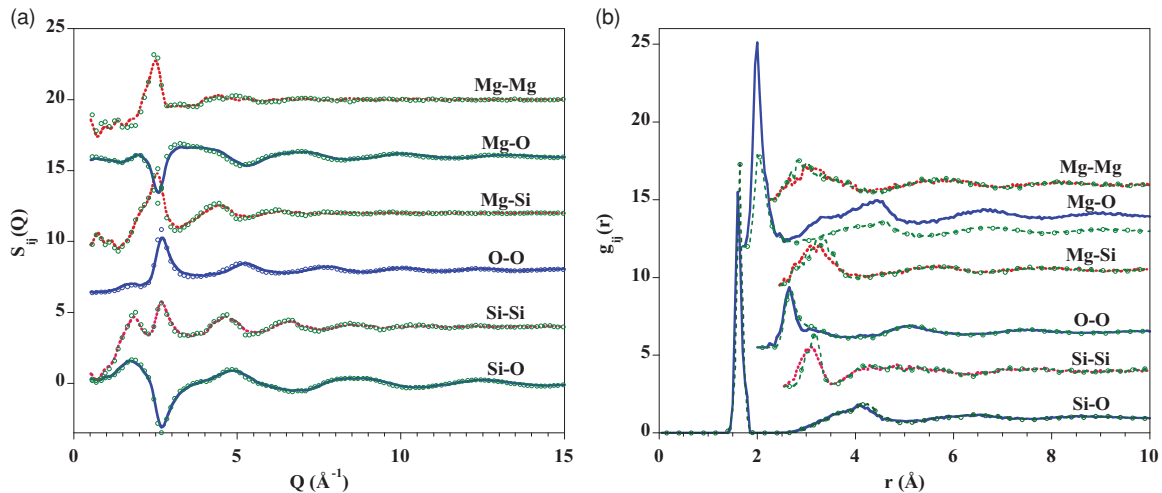 (a)
25
20
15
10
5
0
S_ij(Q)
0
5
10
15
Q (Å⁻¹)
Mg-Mg
Mg-O
Mg-Si
O-O
Si-Si
Si-O
(b)
25
20
15
10
5
0
g_ij(r)
0
2
4
6
8
10
r (Å)
Mg-Mg
Mg-O
Mg-Si
O-O
Si-Si
Si-O